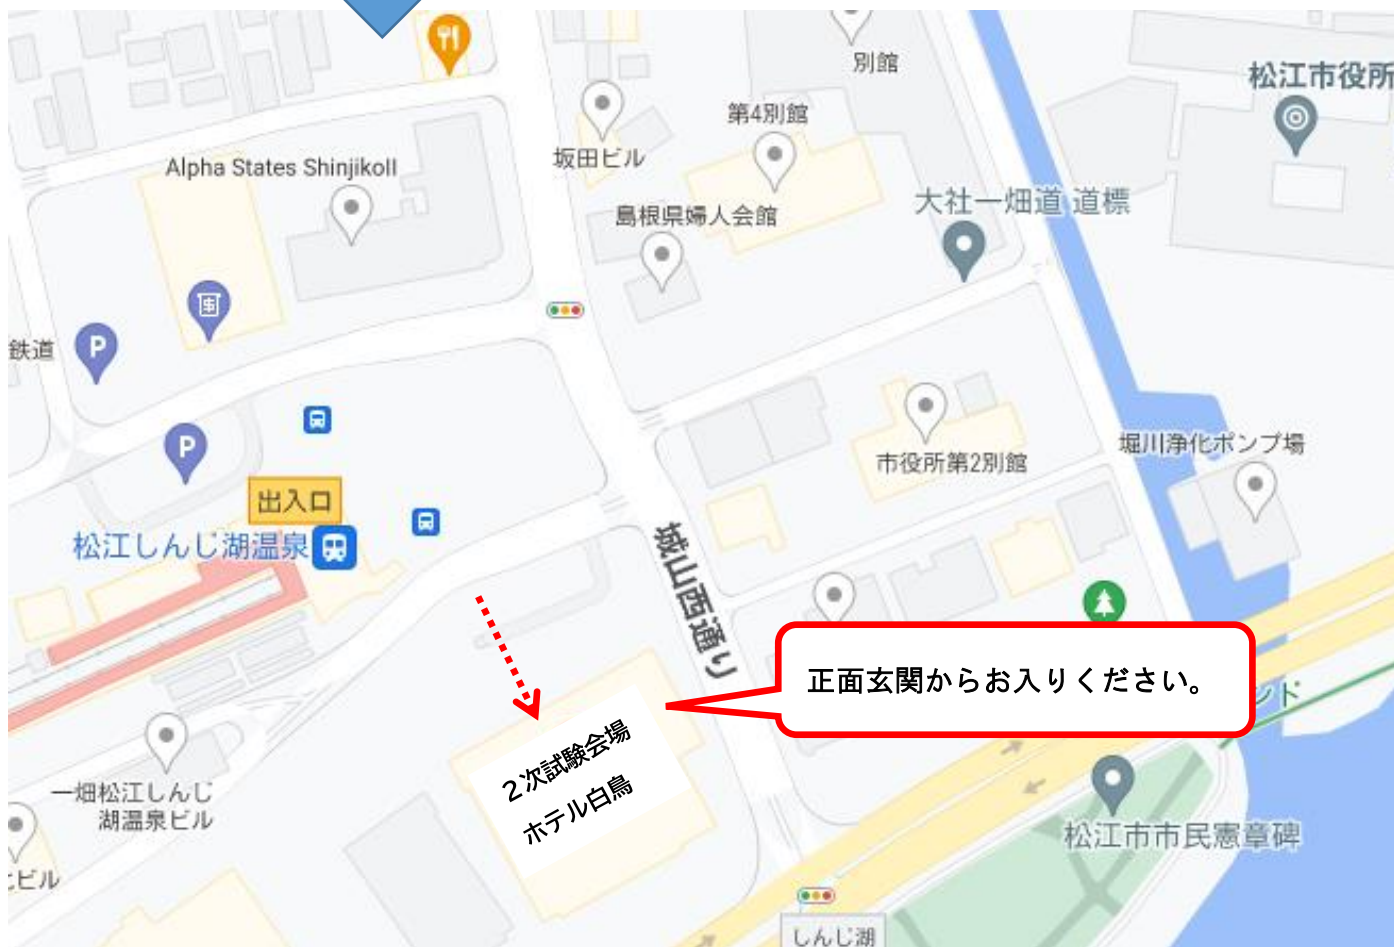 別館
松江市役所
第4別館
坂田ビル
Alpha States ShinjikoII
大社一畑道 道標
島根県婦人会館
鉄道
P
P
市役所第2別館
堀川浄化ポンプ場
出入口
松江しんじ湖温泉
城山西通り
正面玄関からお入りください。
ンド
2次試験会場
ホテル白鳥
一畑松江しんじ
湖温泉ビル
松江市市民憲章碑
ビル
しんじ湖